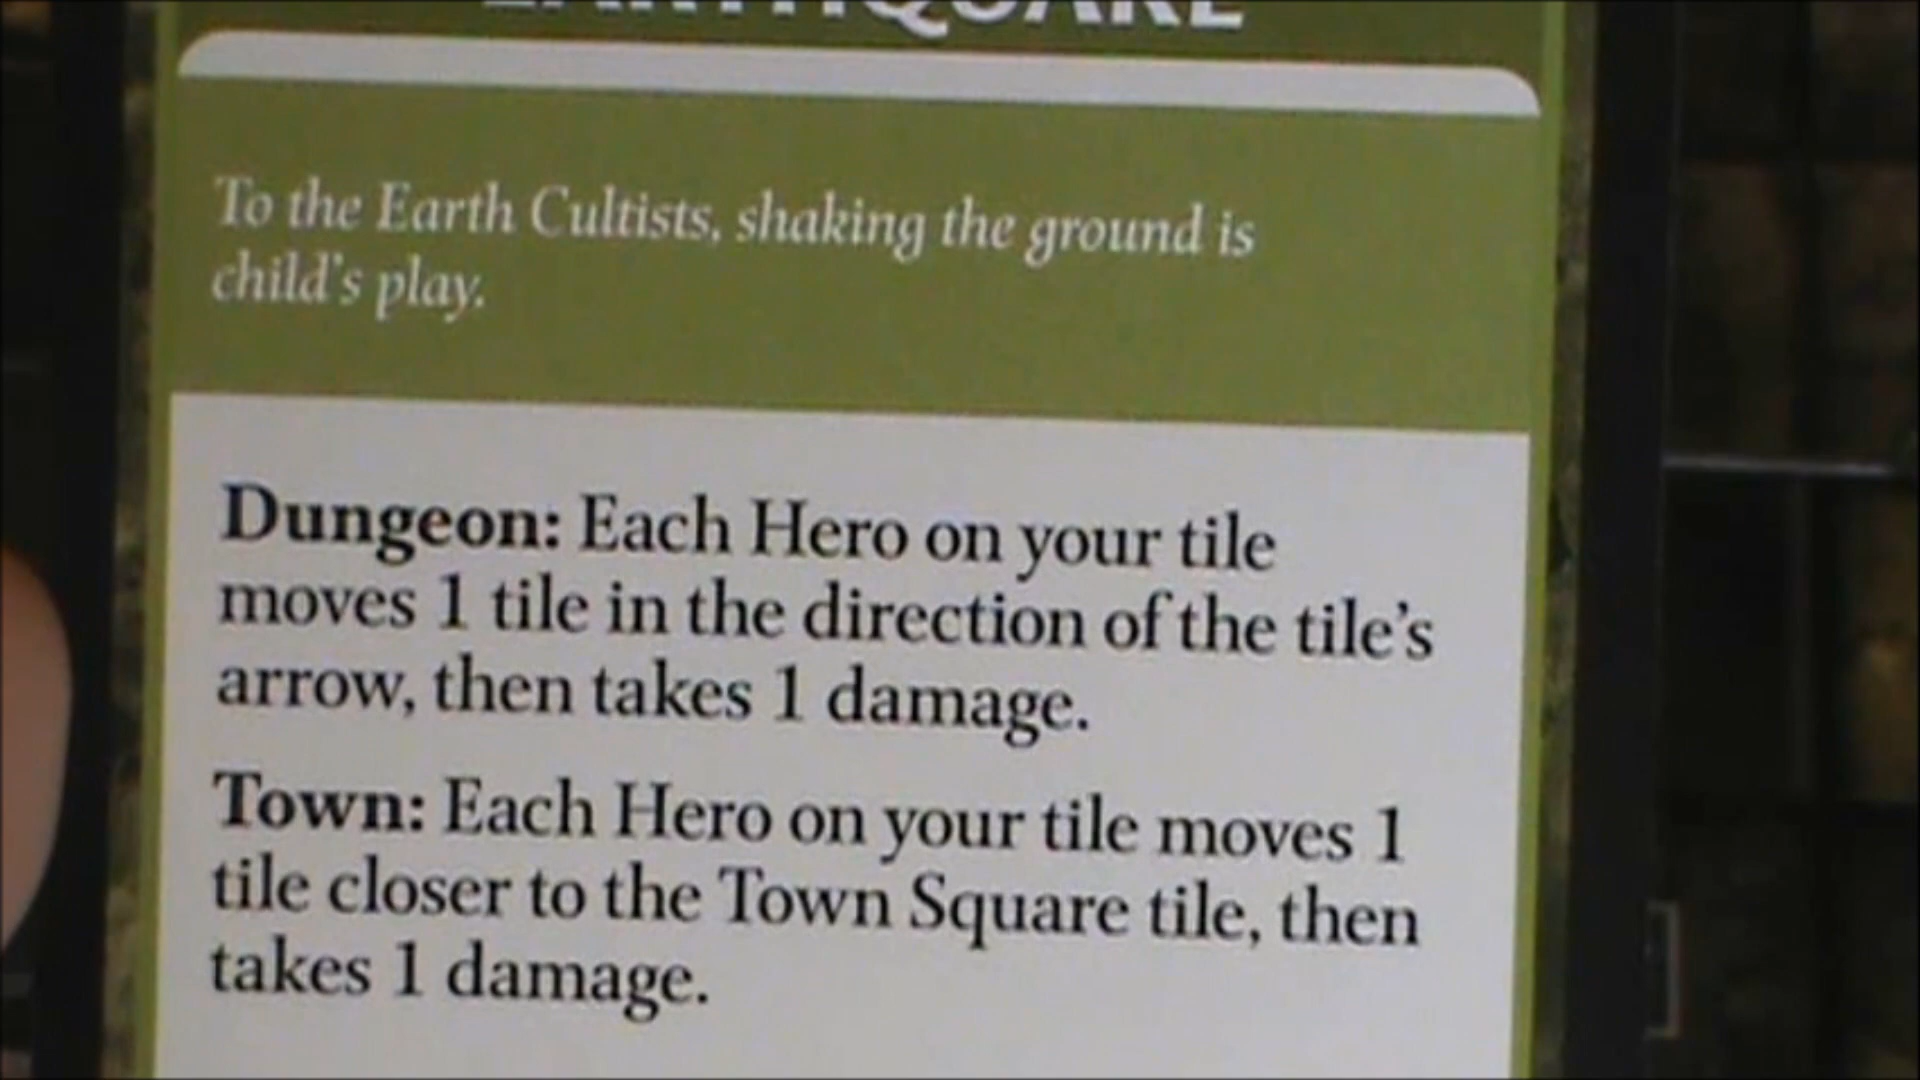 EARTHQUAKE
To the Earth Cultists, shaking the ground is
child's play.
Dungeon: Each Hero on your tile
moves 1 tile in the direction of the tile's
arrow, then takes 1 damage.
Town: Each Hero on your tile moves 1
tile closer to the Town Square tile, then
takes 1 damage.